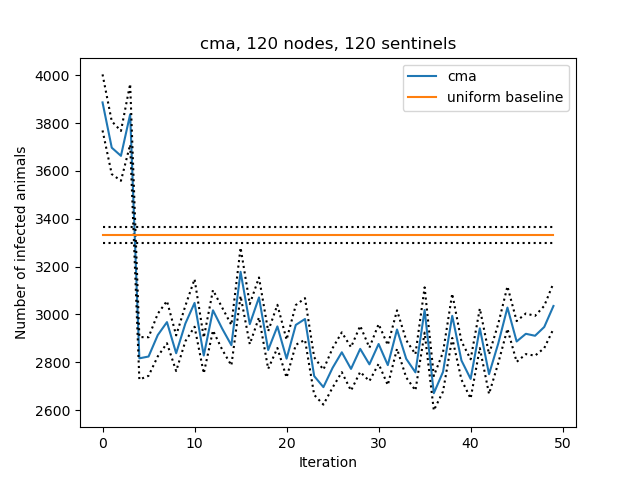 cma, 120 nodes, 120 sentinels
cma
uniform baseline
4000
3800
3600
3400
3200
3000
2800
2600
Number of infected animals
0
10
20
30
40
50
Iteration